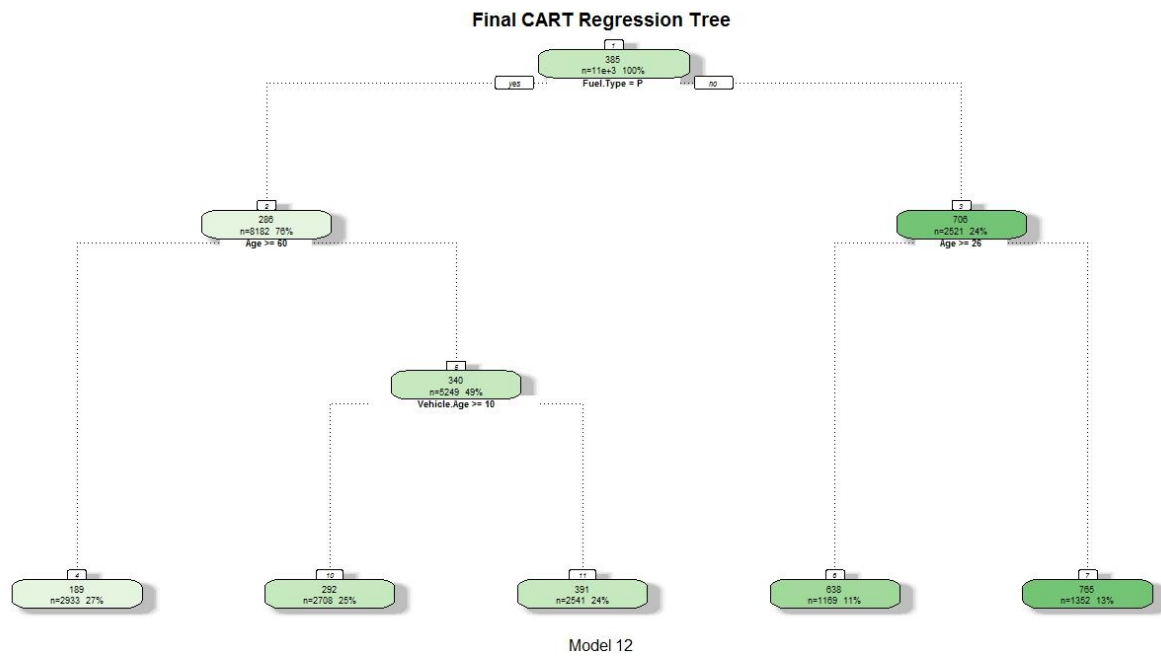 Final CART Regression Tree
1
385
n=11e+3 100%
yes
Fuel.Type = P
no
2
286
n=8182 76%
Age >= 60
3
706
n=2521 24%
Age >= 26
5
340
n=5249 49%
Vehicle.Age >= 10
4
189
n=2933 27%
10
292
n=2708 25%
11
391
n=2541 24%
6
638
n=1169 11%
7
765
n=1352 13%
Model 12